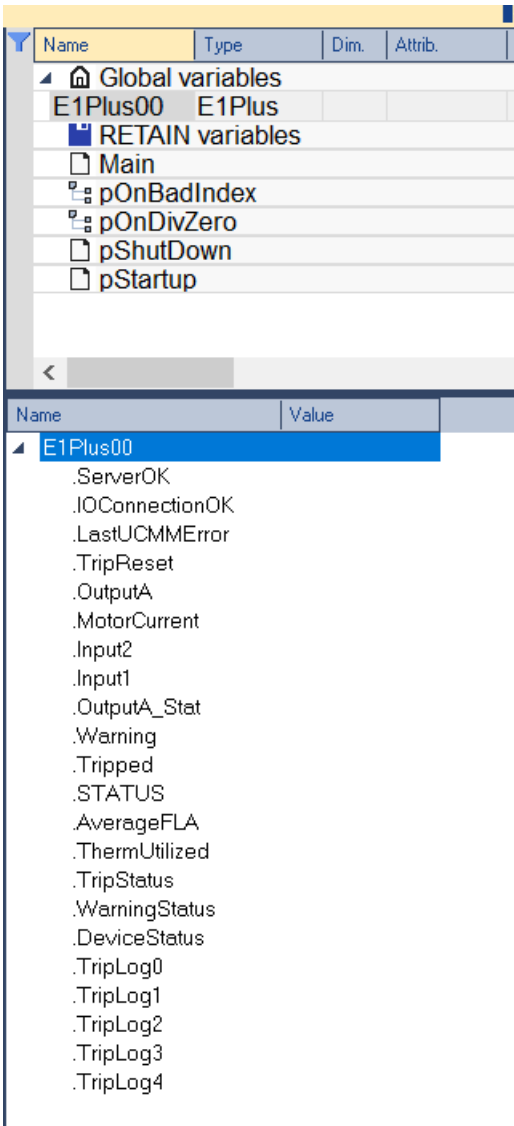 Name Type Dim. Attrib.
Global variables
E1Plus00 E1Plus
RETAIN variables
Main
pOnBadIndex
pOnDivZero
pShutDown
pStartup
Name Value
E1Plus00
.ServerOK
.IOConnectionOK
.LastUCMMError
.TripReset
.OutputA
.MotorCurrent
.Input2
.Input1
.OutputA_Stat
.Warning
.Tripped
.STATUS
.AverageFLA
.ThermUtilized
.TripStatus
.WarningStatus
.DeviceStatus
.TripLog0
.TripLog1
.TripLog2
.TripLog3
.TripLog4